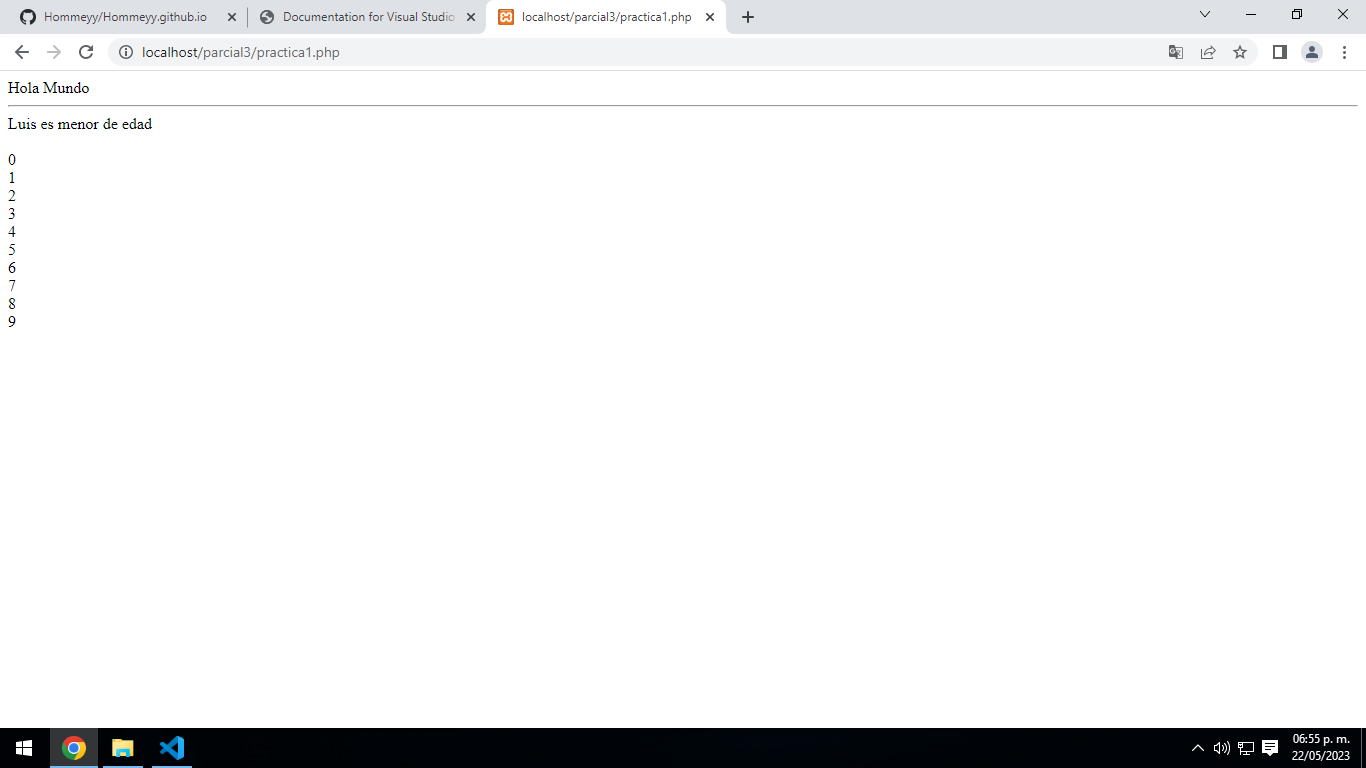 Hommeyy/Hommeyy.github.io
Documentation for Visual Studio
localhost/parcial3/practica1.php
localhost/parcial3/practica1.php
Hola Mundo
Luis es menor de edad
0
1
2
3
4
5
6
7
8
9
06:55 p. m.
22/05/2023